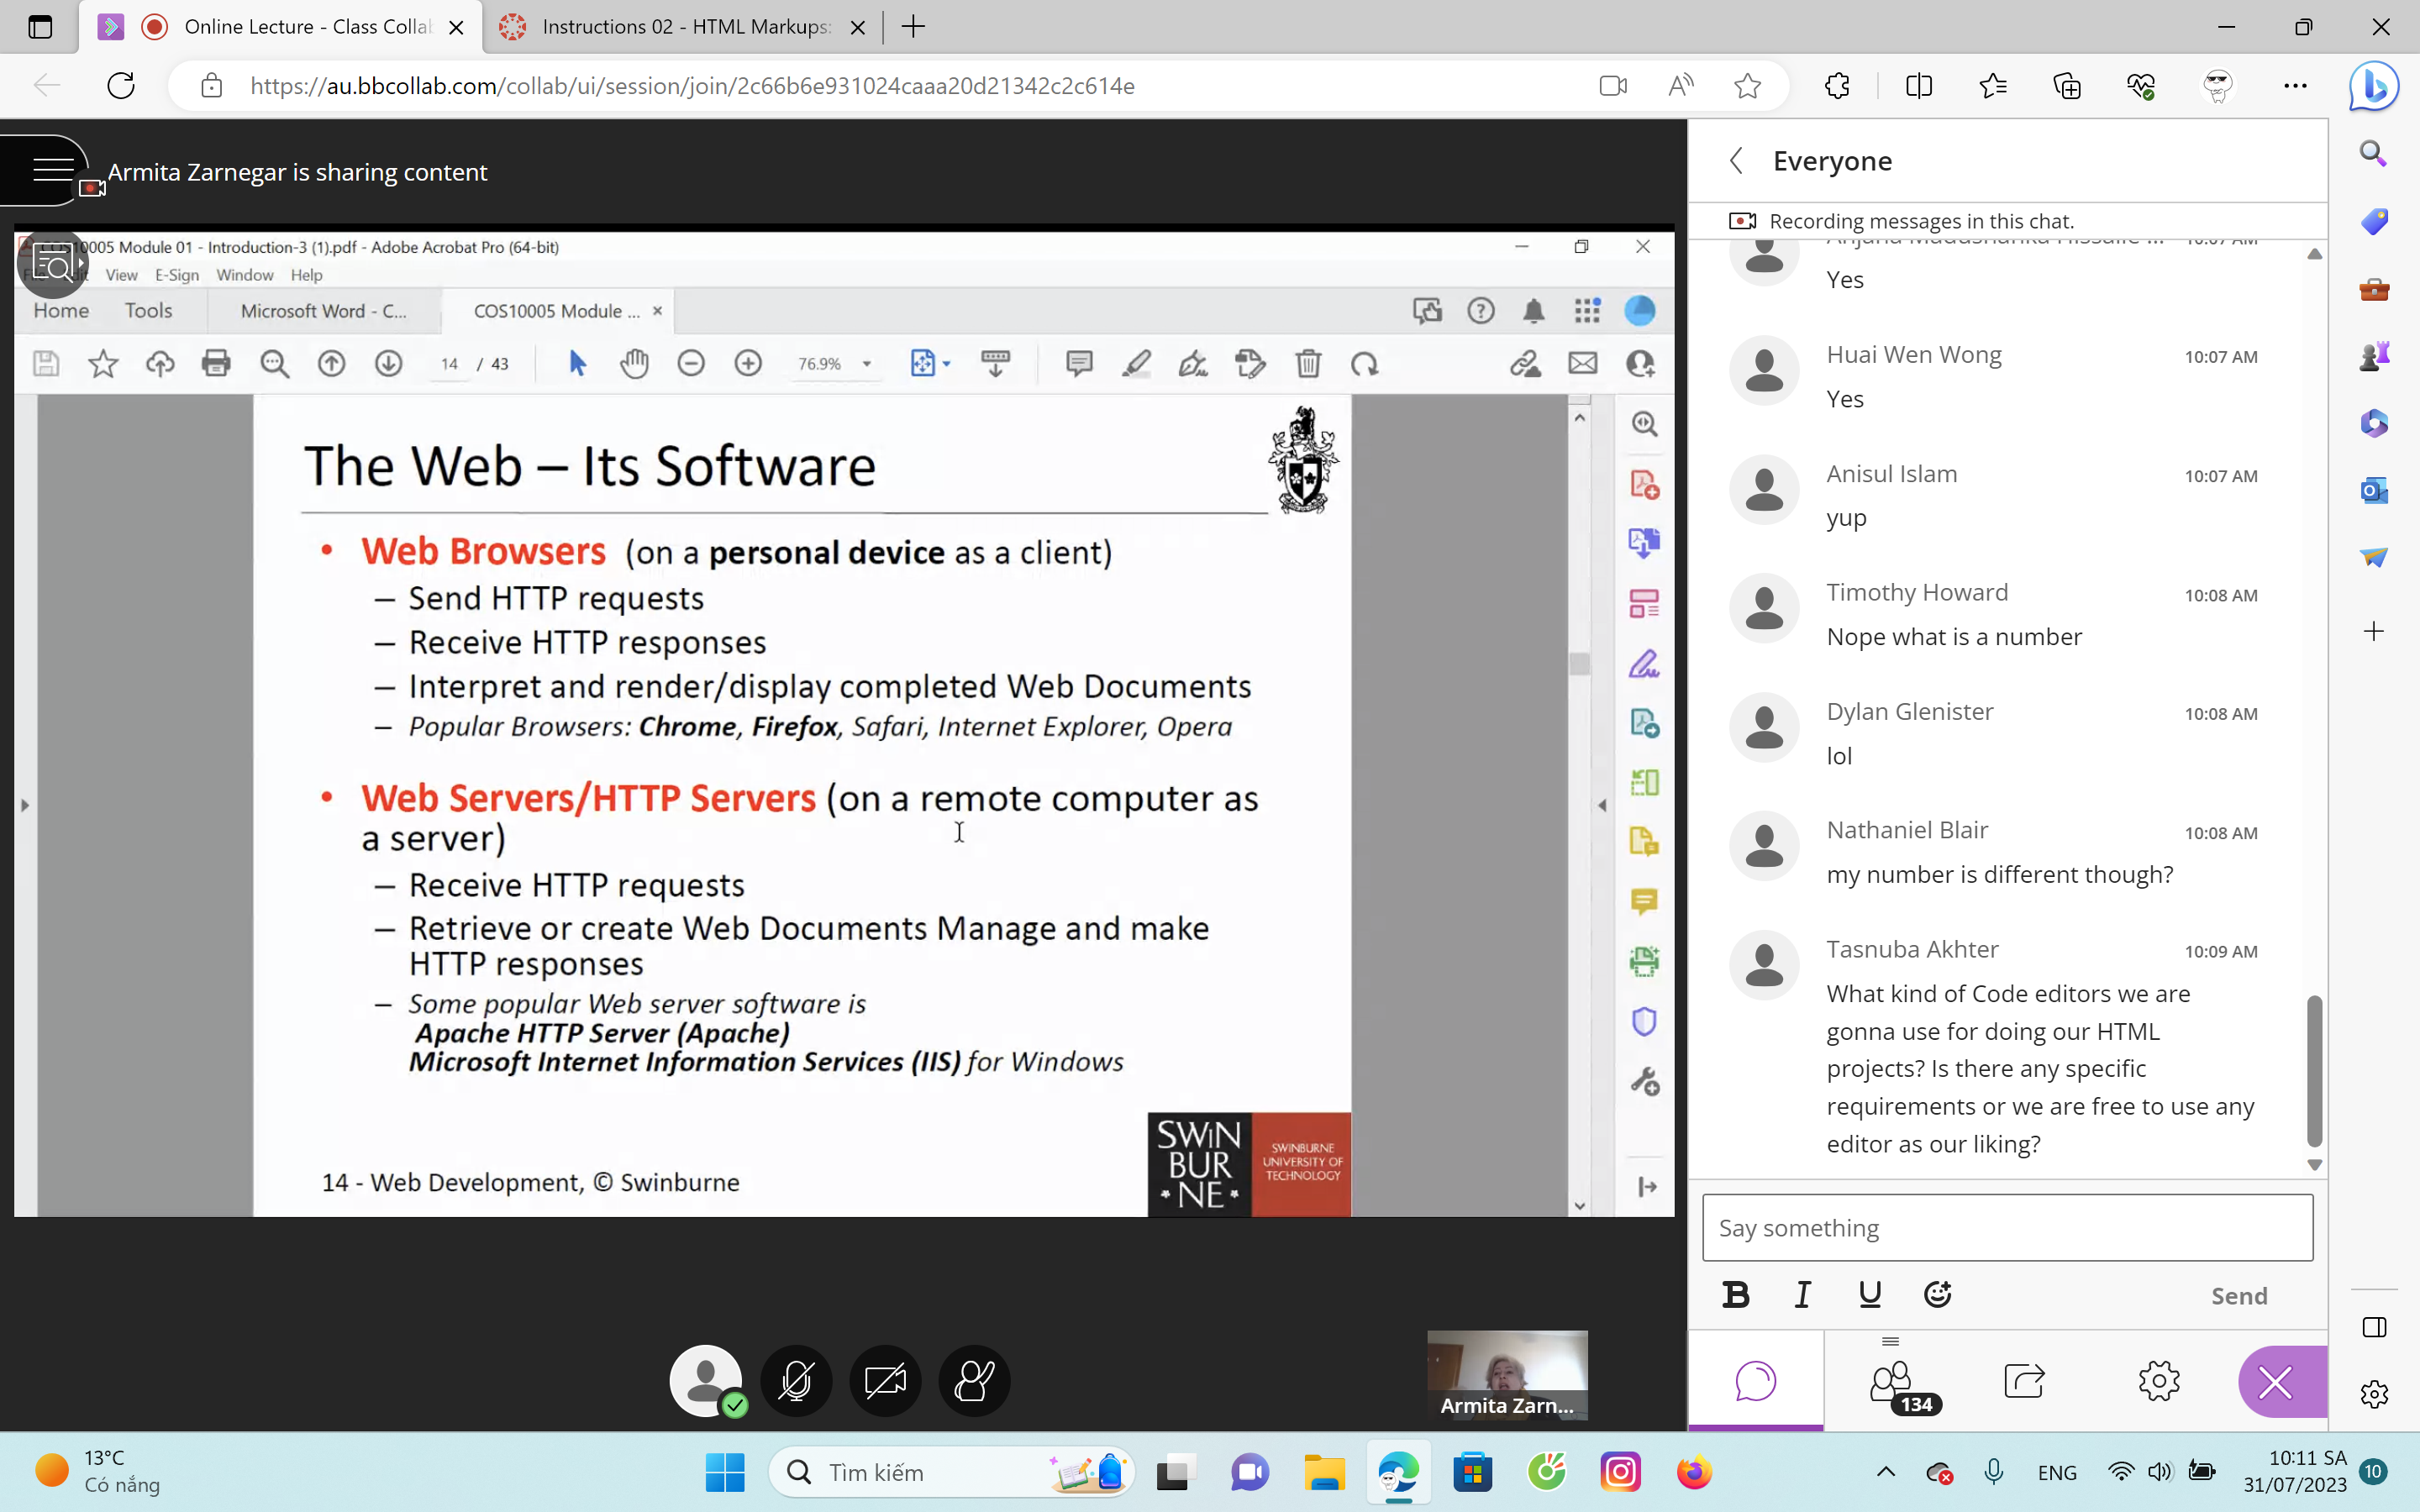 Online Lecture - Class Colla
Instructions 02 - HTML Markups:
https://au.bbcollab.com/collab/ui/session/join/2c66b6e931024caaa20d21342c2c614e
Armita Zarnegar is sharing content
0005 Module 01 - Introduction-3 (1).pdf - Adobe Acrobat Pro (64-bit)
View E-Sign Window Help
Home Tools Microsoft Word - C... COS10005 Module ...
14 / 43 76.9%
The Web – Its Software
• Web Browsers (on a personal device as a client)
– Send HTTP requests
– Receive HTTP responses
– Interpret and render/display completed Web Documents
– Popular Browsers: Chrome, Firefox, Safari, Internet Explorer, Opera
• Web Servers/HTTP Servers (on a remote computer as
a server)
– Receive HTTP requests
– Retrieve or create Web Documents Manage and make
HTTP responses
– Some popular Web server software is
Apache HTTP Server (Apache)
Microsoft Internet Information Services (IIS) for Windows
14 - Web Development, © Swinburne
SWIN
BUR
* NE *
SWINBURNE
UNIVERSITY OF
TECHNOLOGY
Armita Zarn...
Everyone
Recording messages in this chat.
Yes
Huai Wen Wong 10:07 AM
Yes
Anisul Islam 10:07 AM
yup
Timothy Howard 10:08 AM
Nope what is a number
Dylan Glenister 10:08 AM
lol
Nathaniel Blair 10:08 AM
my number is different though?
Tasnuba Akhter 10:09 AM
What kind of Code editors we are
gonna use for doing our HTML
projects? Is there any specific
requirements or we are free to use any
editor as our liking?
Say something
B I U Send
134
13°C
Có nắng
Tìm kiếm
ENG
10:11 SA
31/07/2023
10